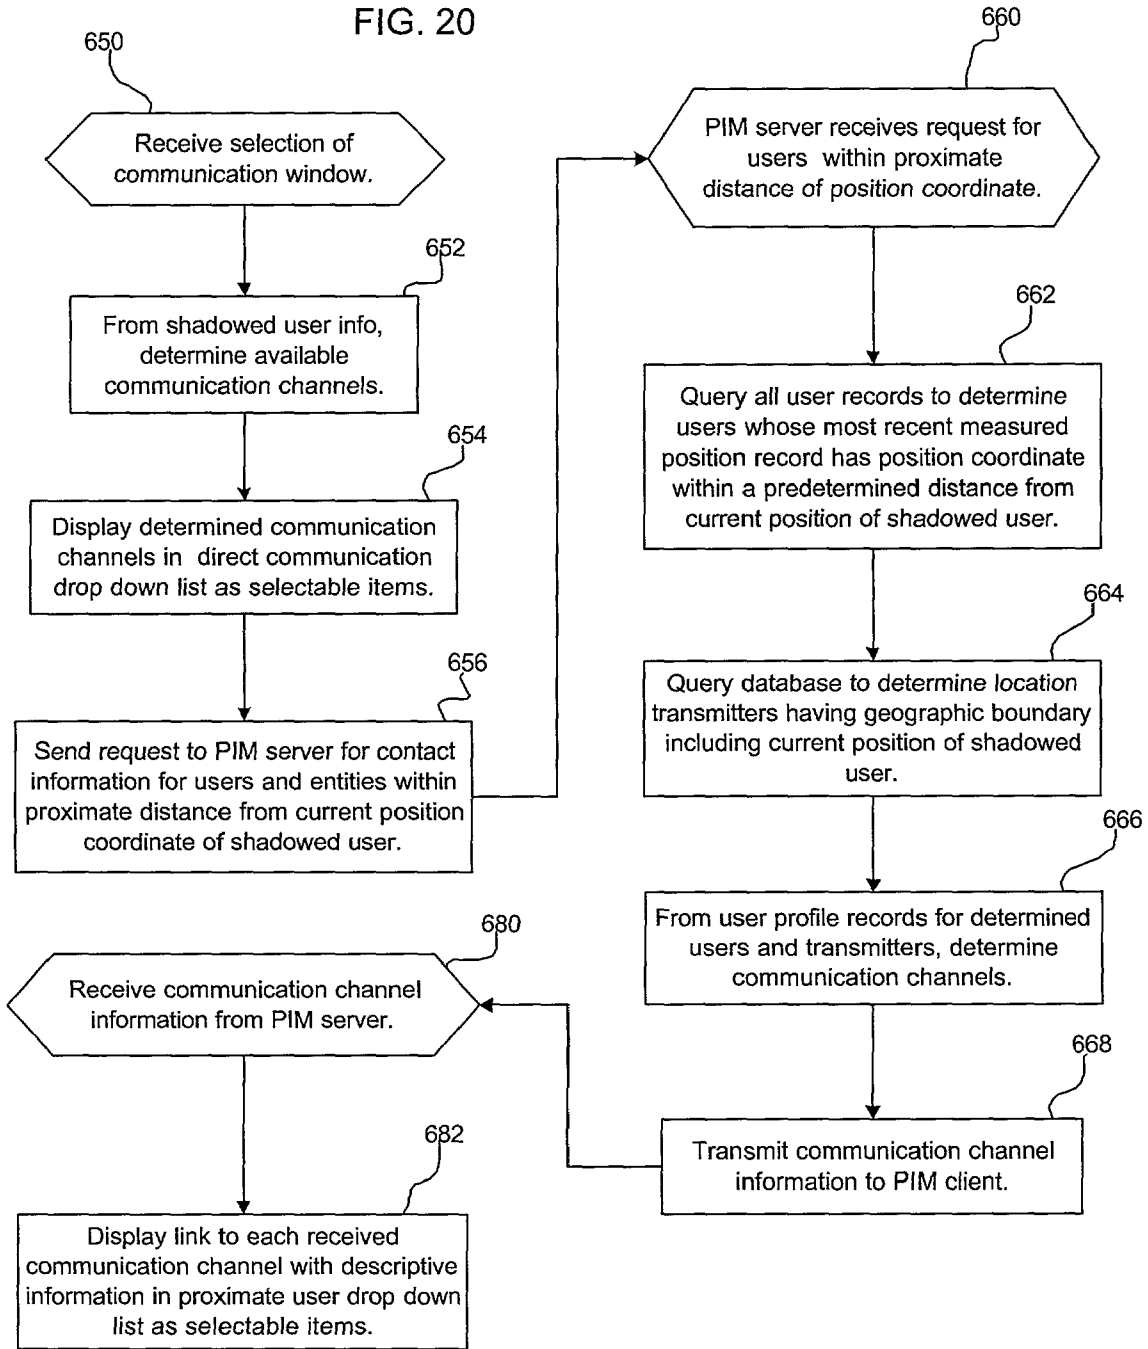 FIG. 20
650
Receive selection of
communication window.
652
From shadowed user info,
determine available
communication channels.
654
Display determined communication
channels in direct communication
drop down list as selectable items.
656
Send request to PIM server for contact
information for users and entities within
proximate distance from current position
coordinate of shadowed user.
660
PIM server receives request for
users within proximate
distance of position coordinate.
662
Query all user records to determine
users whose most recent measured
position record has position coordinate
within a predetermined distance from
current position of shadowed user.
664
Query database to determine location
transmitters having geographic boundary
including current position of shadowed
user.
666
From user profile records for determined
users and transmitters, determine
communication channels.
668
Transmit communication channel
information to PIM client.
680
Receive communication channel
information from PIM server.
682
Display link to each received
communication channel with descriptive
information in proximate user drop down
list as selectable items.